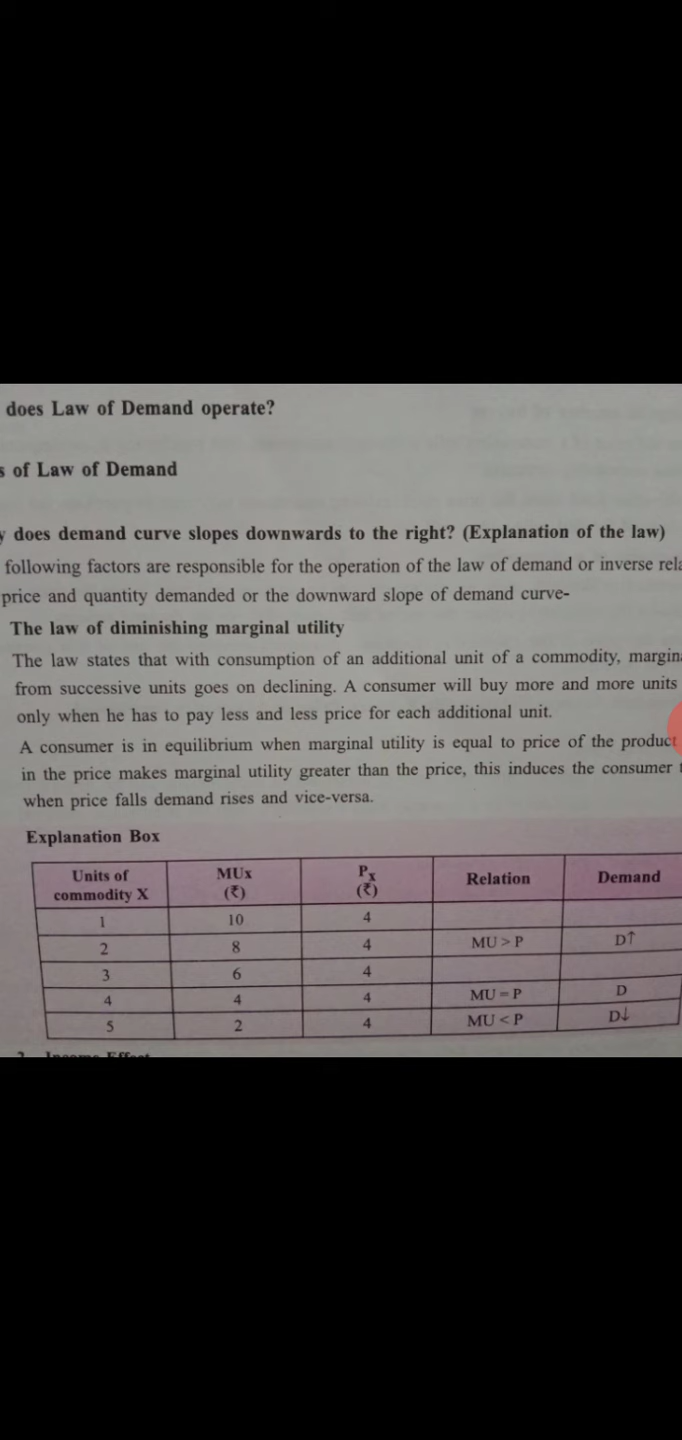 does Law of Demand operate?
of Law of Demand
does demand curve slopes downwards to the right? (Explanation of the law)
following factors are responsible for the operation of the law of demand or inverse
price and quantity demanded or the downward slope of demand curve-
The law of diminishing marginal utility
The law states that with consumption of an additional unit of a commodity,
from successive units goes on declining. A consumer will buy more and more units
only when he has to pay less and less price for each additional unit.
A consumer is in equilibrium when marginal utility is equal to price of the product
in the price makes marginal utility greater than the price, this induces the consumer
when price falls demand rises and vice-versa.
Explanation Box
Units of commodity X MUx (₹) Px (₹) Relation Demand
1 10 4
2 8 4 MU > P D↑
3 6 4
4 4 4 MU = P D
5 2 4 MU < P D↓